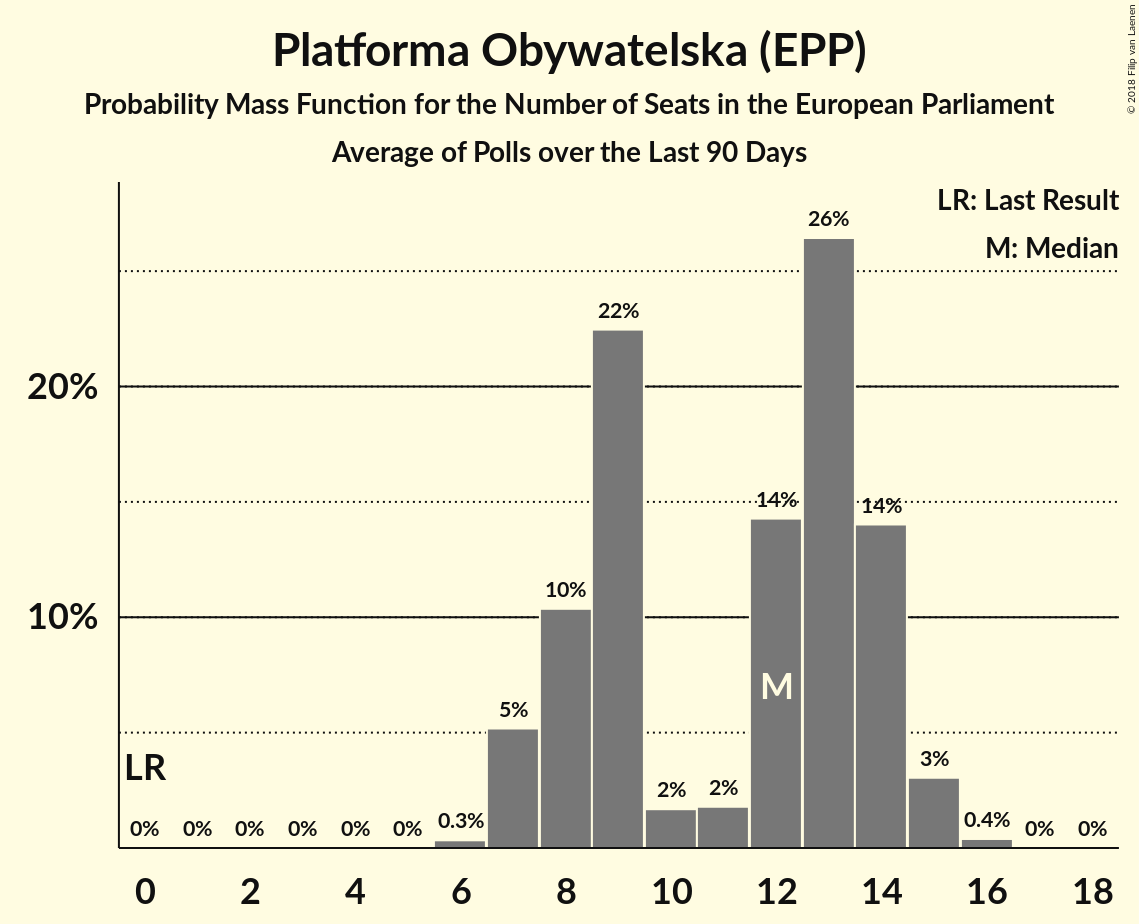 Platforma Obywatelska (EPP)
Probability Mass Function for the Number of Seats in the European Parliament
Average of Polls over the Last 90 Days
© 2018 Filip van Laenen
LR: Last Result
M: Median
26%
22%
20%
14%
14%
10%
10%
M
5%
LR
3%
2%
2%
0%
0%
0%
0%
0%
0%
0.3%
0.4%
0%
0%
0 2 4 6 8 10 12 14 16 18